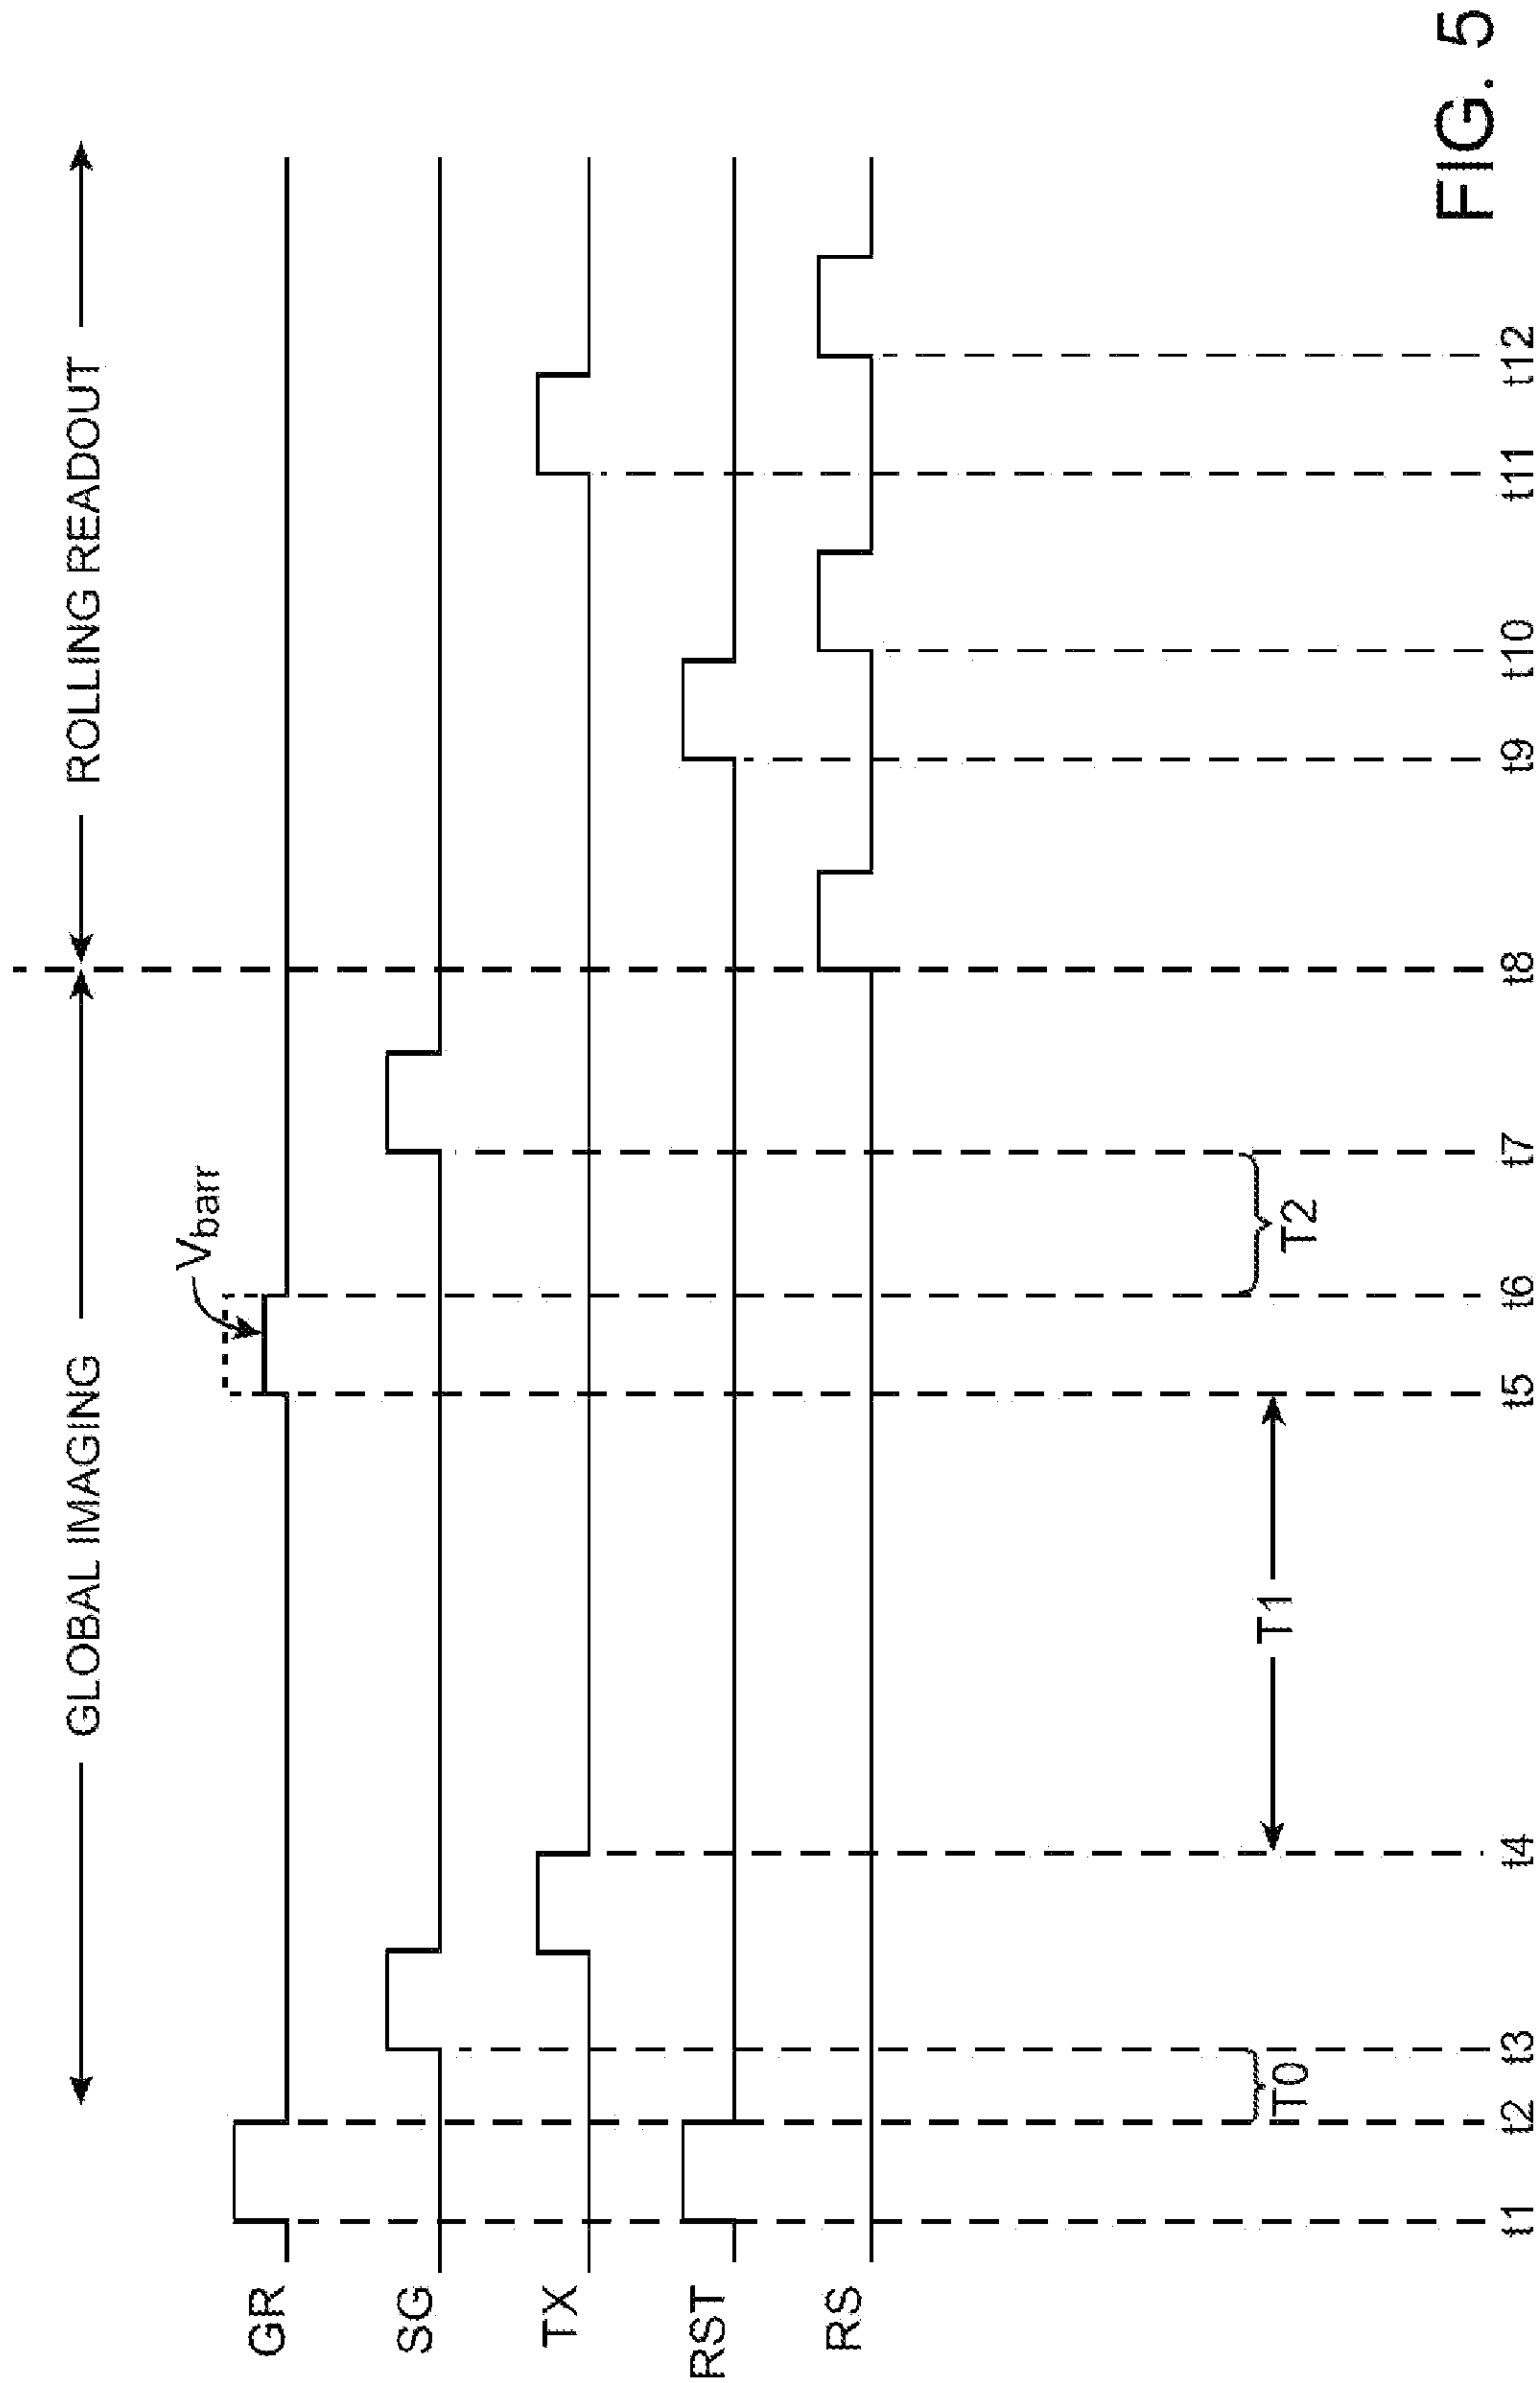 GLOBAL IMAGING ROLLING READOUT
Vbarr
GR
SG
TX
RST
RS
T0 T1 T2
t1 t2 t3 t4 t5 t6 t7 t8 t9 t10 t11 t12
FIG. 5